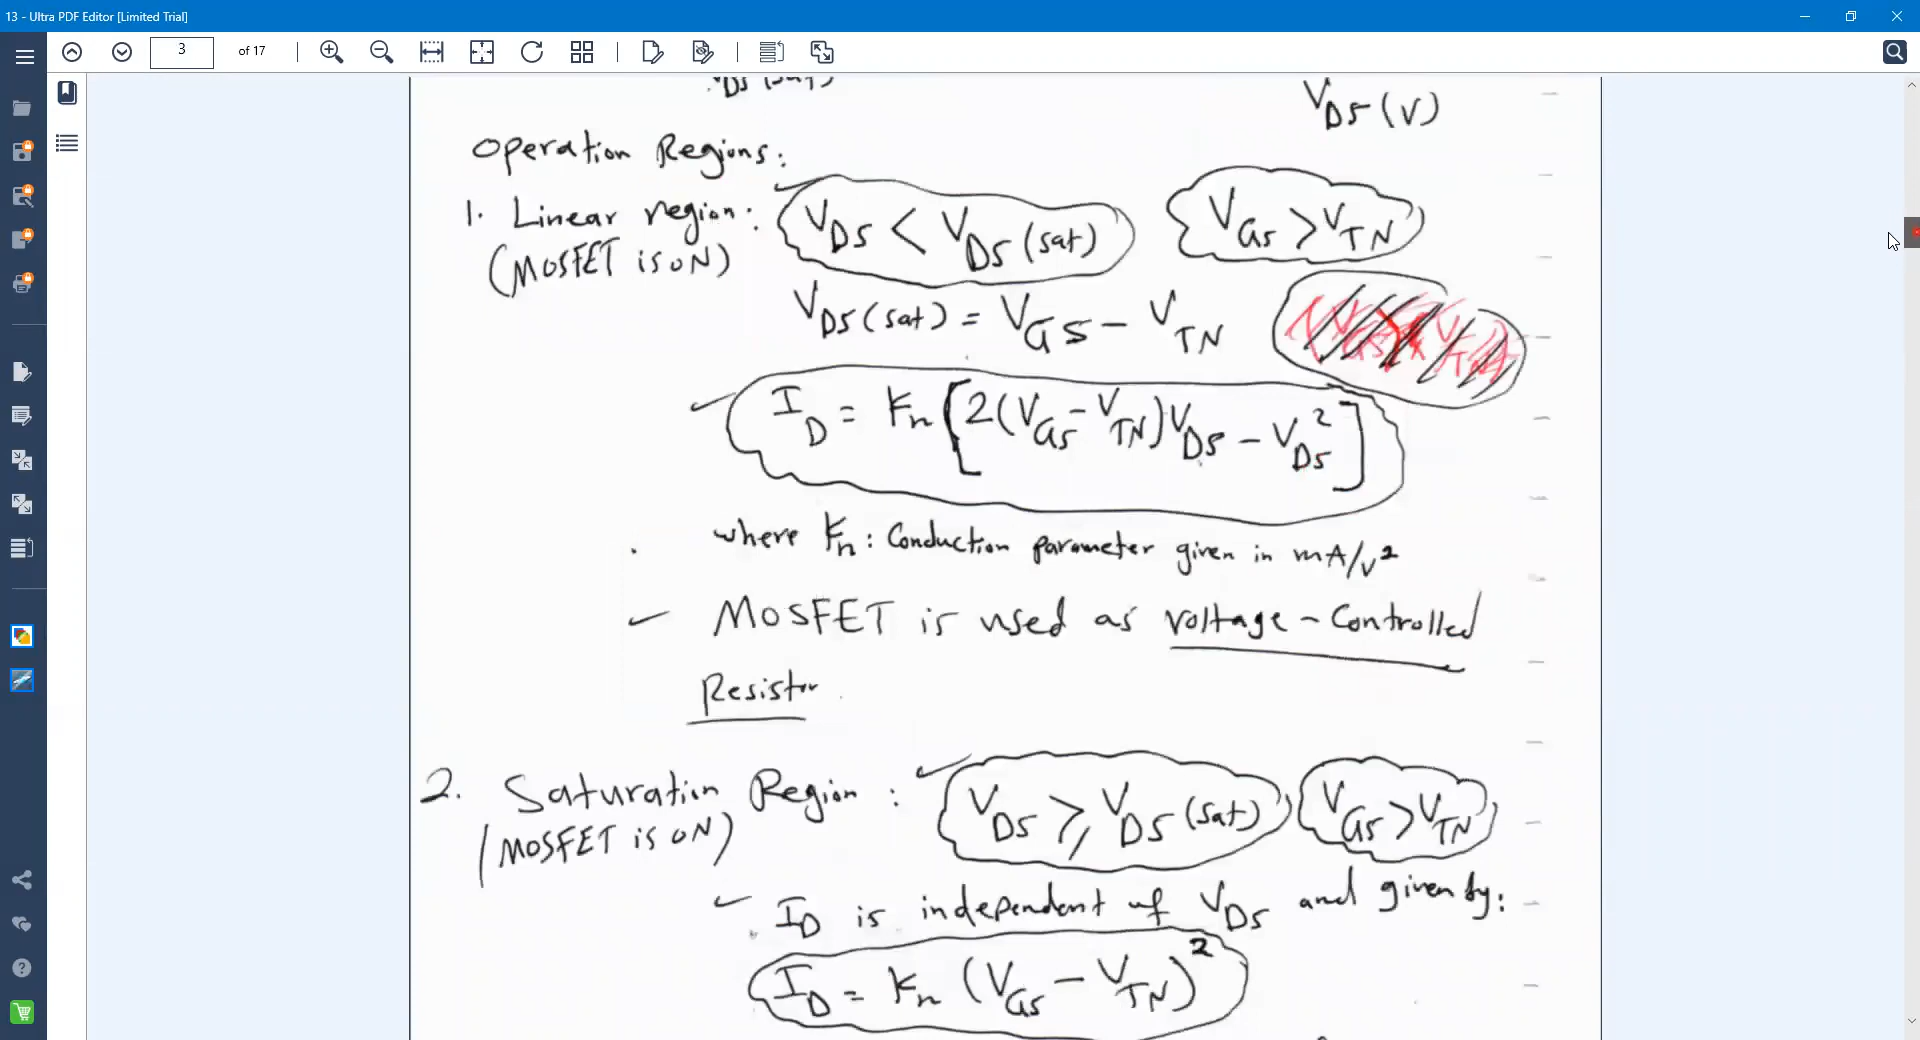 13 - Ultra PDF Editor [Limited Trial]
3 of 17
VDS (sat)
VDS (V)
Operation Regions:
1. Linear region: VDS < VDS (sat) VGS > VTN
(MOSFET is ON)
VDS (sat) = VGS - VTN
ID = Kn [2(VGS - VTN)VDS - VDS²]
where Kn: Conduction parameter given in mA/V²
MOSFET is used as Voltage-Controlled
Resistor
2. Saturation Region: VDS ⩾ VDS (sat) VGS > VTN
(MOSFET is ON)
ID is independent of VDS and given by:
ID = Kn (VGS - VTN)²